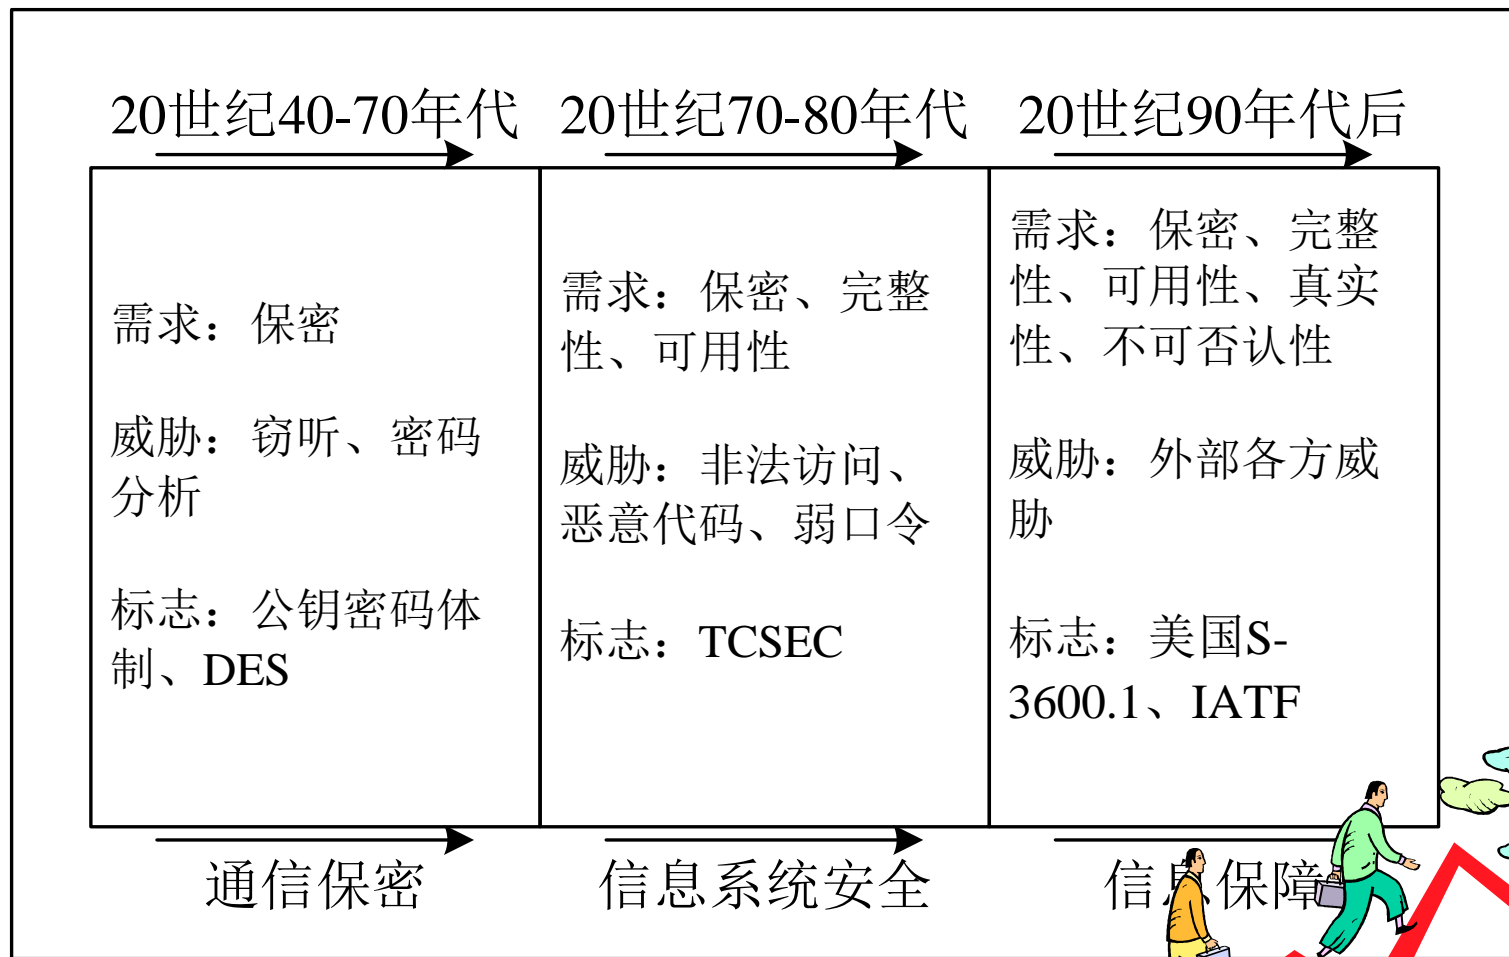 20世纪40-70年代
20世纪70-80年代
20世纪90年代后
需求：保密
威胁：窃听、密码
分析
标志：公钥密码体
制、DES
需求：保密、完整
性、可用性
威胁：非法访问、
恶意代码、弱口令
标志：TCSEC
需求：保密、完整
性、可用性、真实
性、不可否认性
威胁：外部各方威
胁
标志：美国S-
3600.1、IATF
通信保密
信息系统安全
信息保障